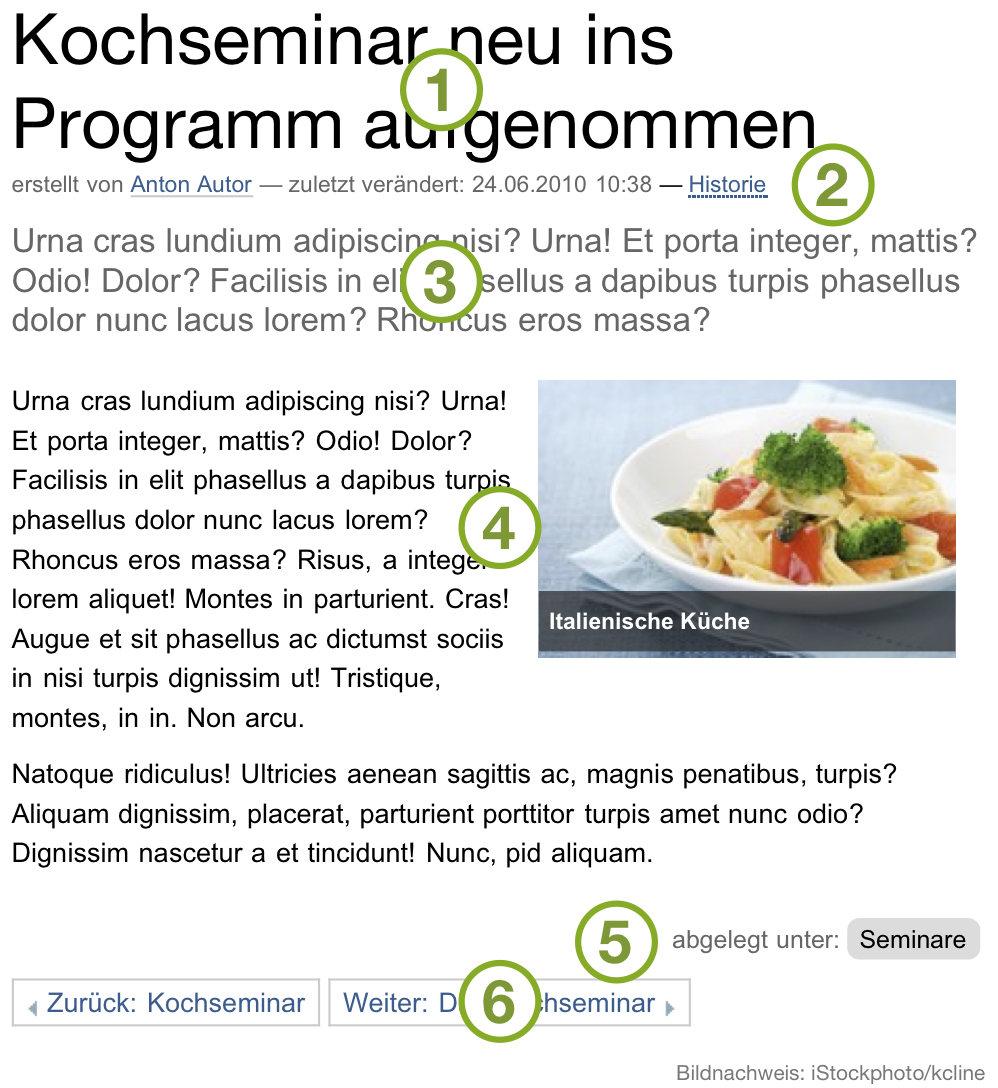 Kochseminar neu ins
Programm aufgenommen
1
erstellt von Anton Autor — zuletzt verändert: 24.06.2010 10:38 — Historie
2
Urna cras lundium adipiscing nisi? Urna! Et porta integer, mattis?
Odio! Dolor? Facilisis in elit phasellus a dapibus turpis phasellus
3
dolor nunc lacus lorem? Rhoncus eros massa?
Urna cras lundium adipiscing nisi? Urna!
Et porta integer, mattis? Odio! Dolor?
Facilisis in elit phasellus a dapibus turpis
phasellus dolor nunc lacus lorem?
4
Rhoncus eros massa? Risus, a integer
lorem aliquet! Montes in parturient. Cras!
Augue et sit phasellus ac dictumst sociis
in nisi turpis dignissim ut! Tristique,
montes, in in. Non arcu.
Italienische Küche
Natoque ridiculus! Ultricies aenean sagittis ac, magnis penatibus, turpis?
Aliquam dignissim, placerat, parturient porttitor turpis amet nunc odio?
Dignissim nascetur a et tincidunt! Nunc, pid aliquam.
5
abgelegt unter: Seminare
Zurück: Kochseminar
Weiter: chseminar
6
Bildnachweis: iStockphoto/kcline